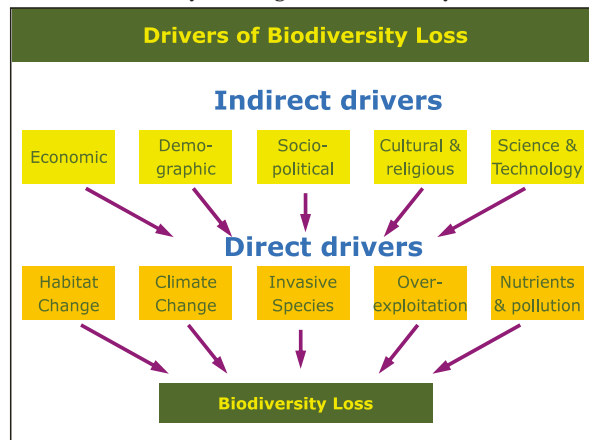 Drivers of Biodiversity Loss
Indirect drivers
Economic
Demo-
graphic
Socio-
political
Cultural &
religious
Science &
Technology
Direct drivers
Habitat
Change
Climate
Change
Invasive
Species
Over-
exploitation
Nutrients
& pollution
Biodiversity Loss